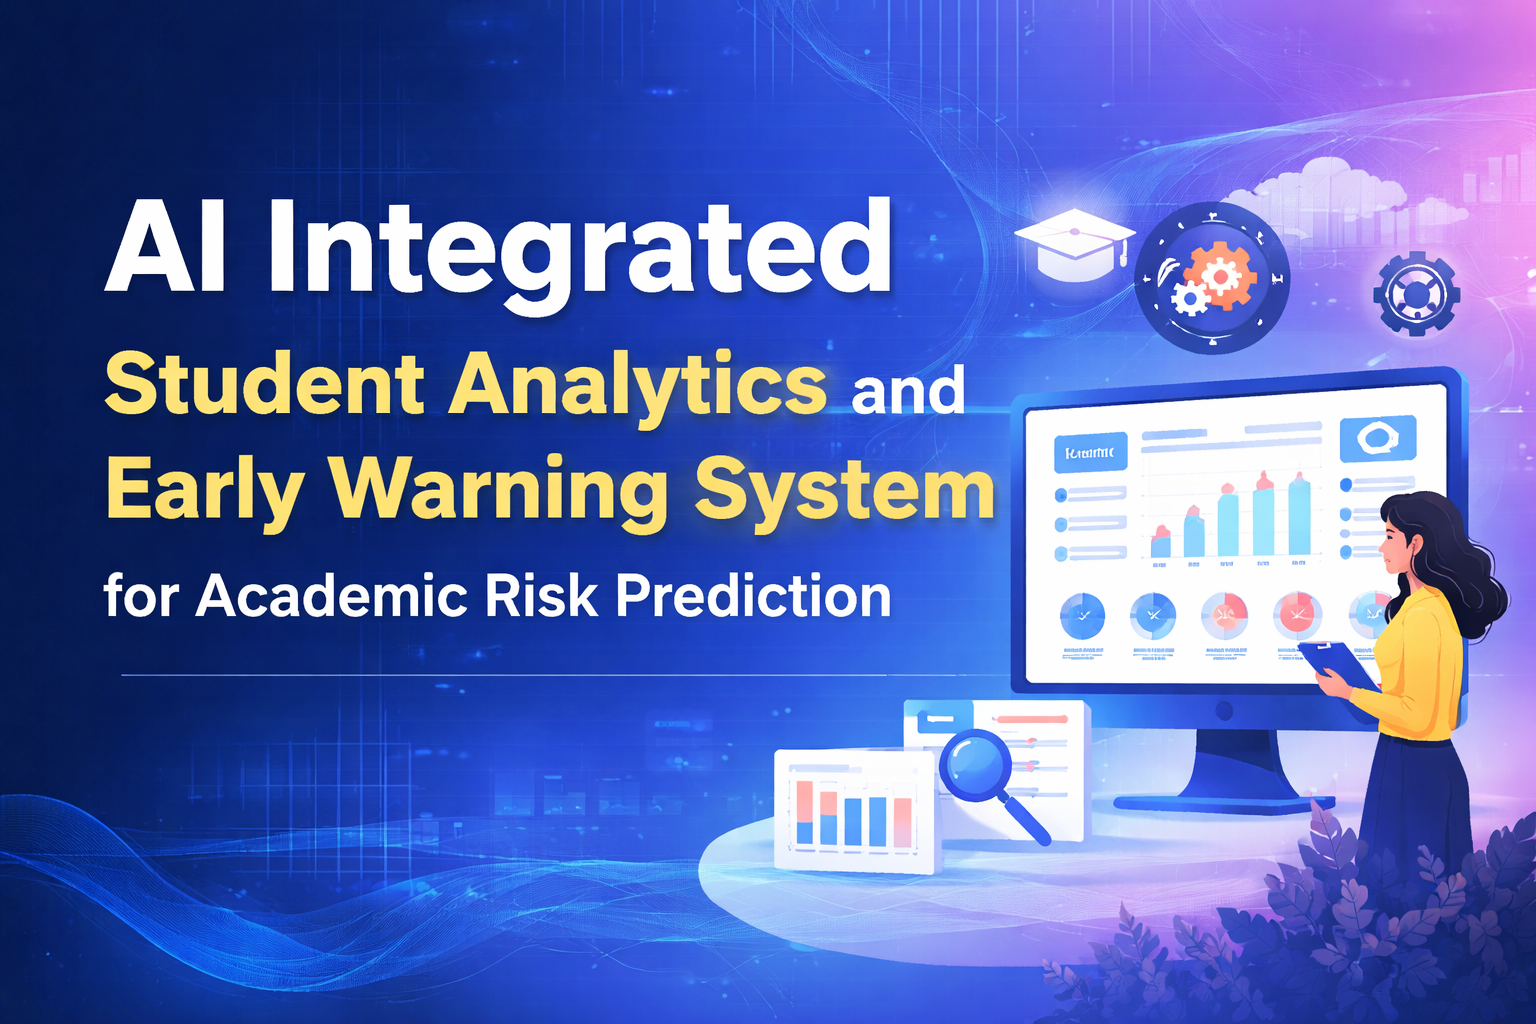 AI Integrated
Student Analytics and
Early Warning System
for Academic Risk Prediction